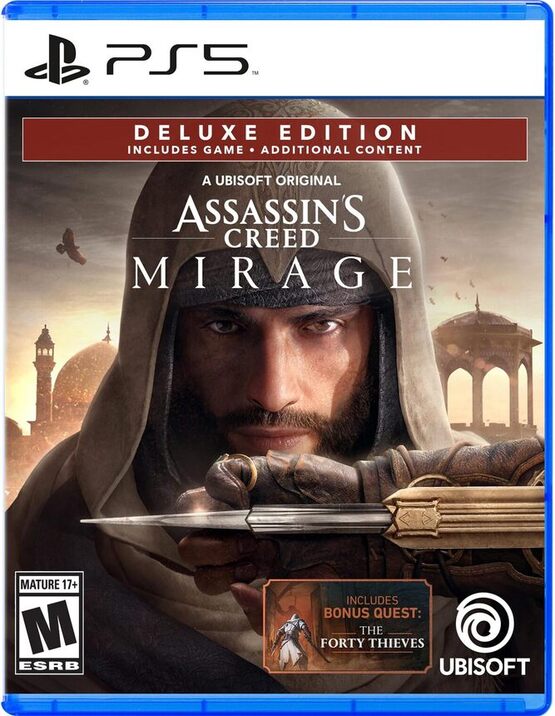 PS5
DELUXE EDITION
INCLUDES GAME • ADDITIONAL CONTENT
A UBISOFT ORIGINAL
ASSASSIN'S
CREED
MIRAGE
MATURE 17+
M
ESRB
INCLUDES
BONUS QUEST:
THE
FORTY THIEVES
UBISOFT